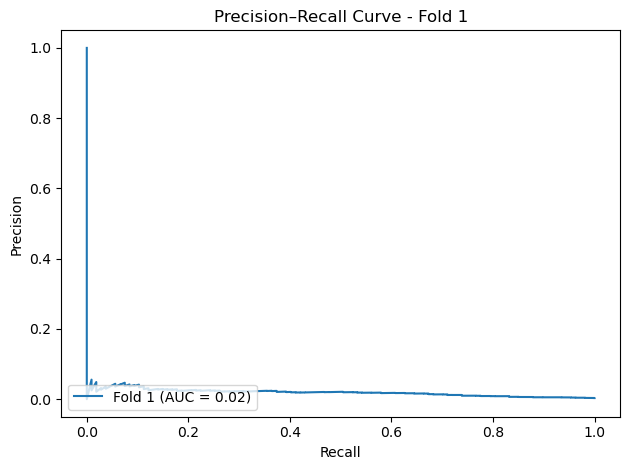 Precision–Recall Curve - Fold 1
1.0
0.8
0.6
0.4
0.2
0.0
Precision
Fold 1 (AUC = 0.02)
0.0 0.2 0.4 0.6 0.8 1.0
Recall